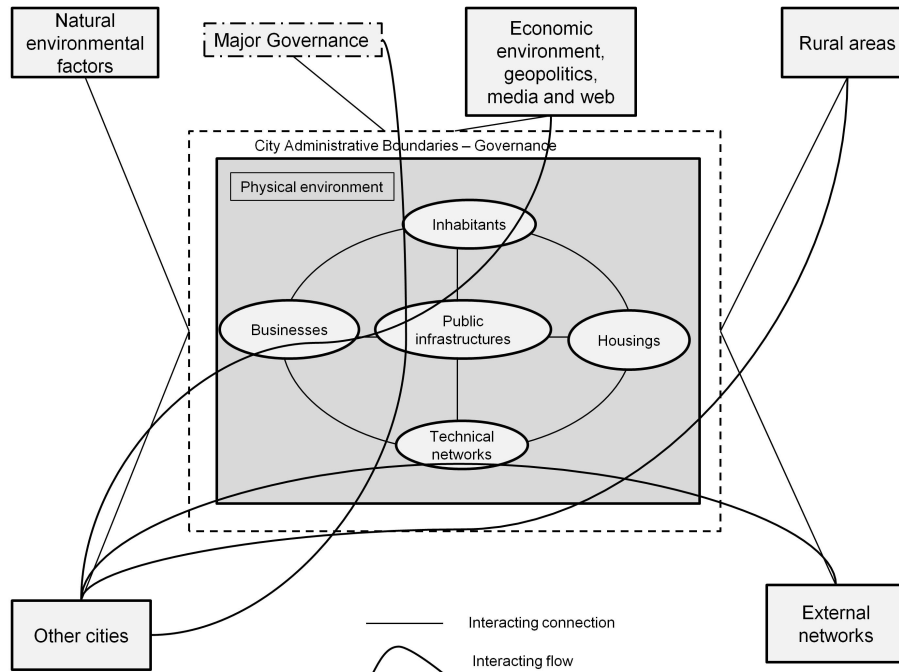 Natural
environmental
factors
Major Governance
Economic
environment,
geopolitics,
media and web
Rural areas
City Administrative Boundaries – Governance
Physical environment
Inhabitants
Businesses
Public
infrastructures
Housings
Technical
networks
Other cities
External
networks
Interacting connection
Interacting flow